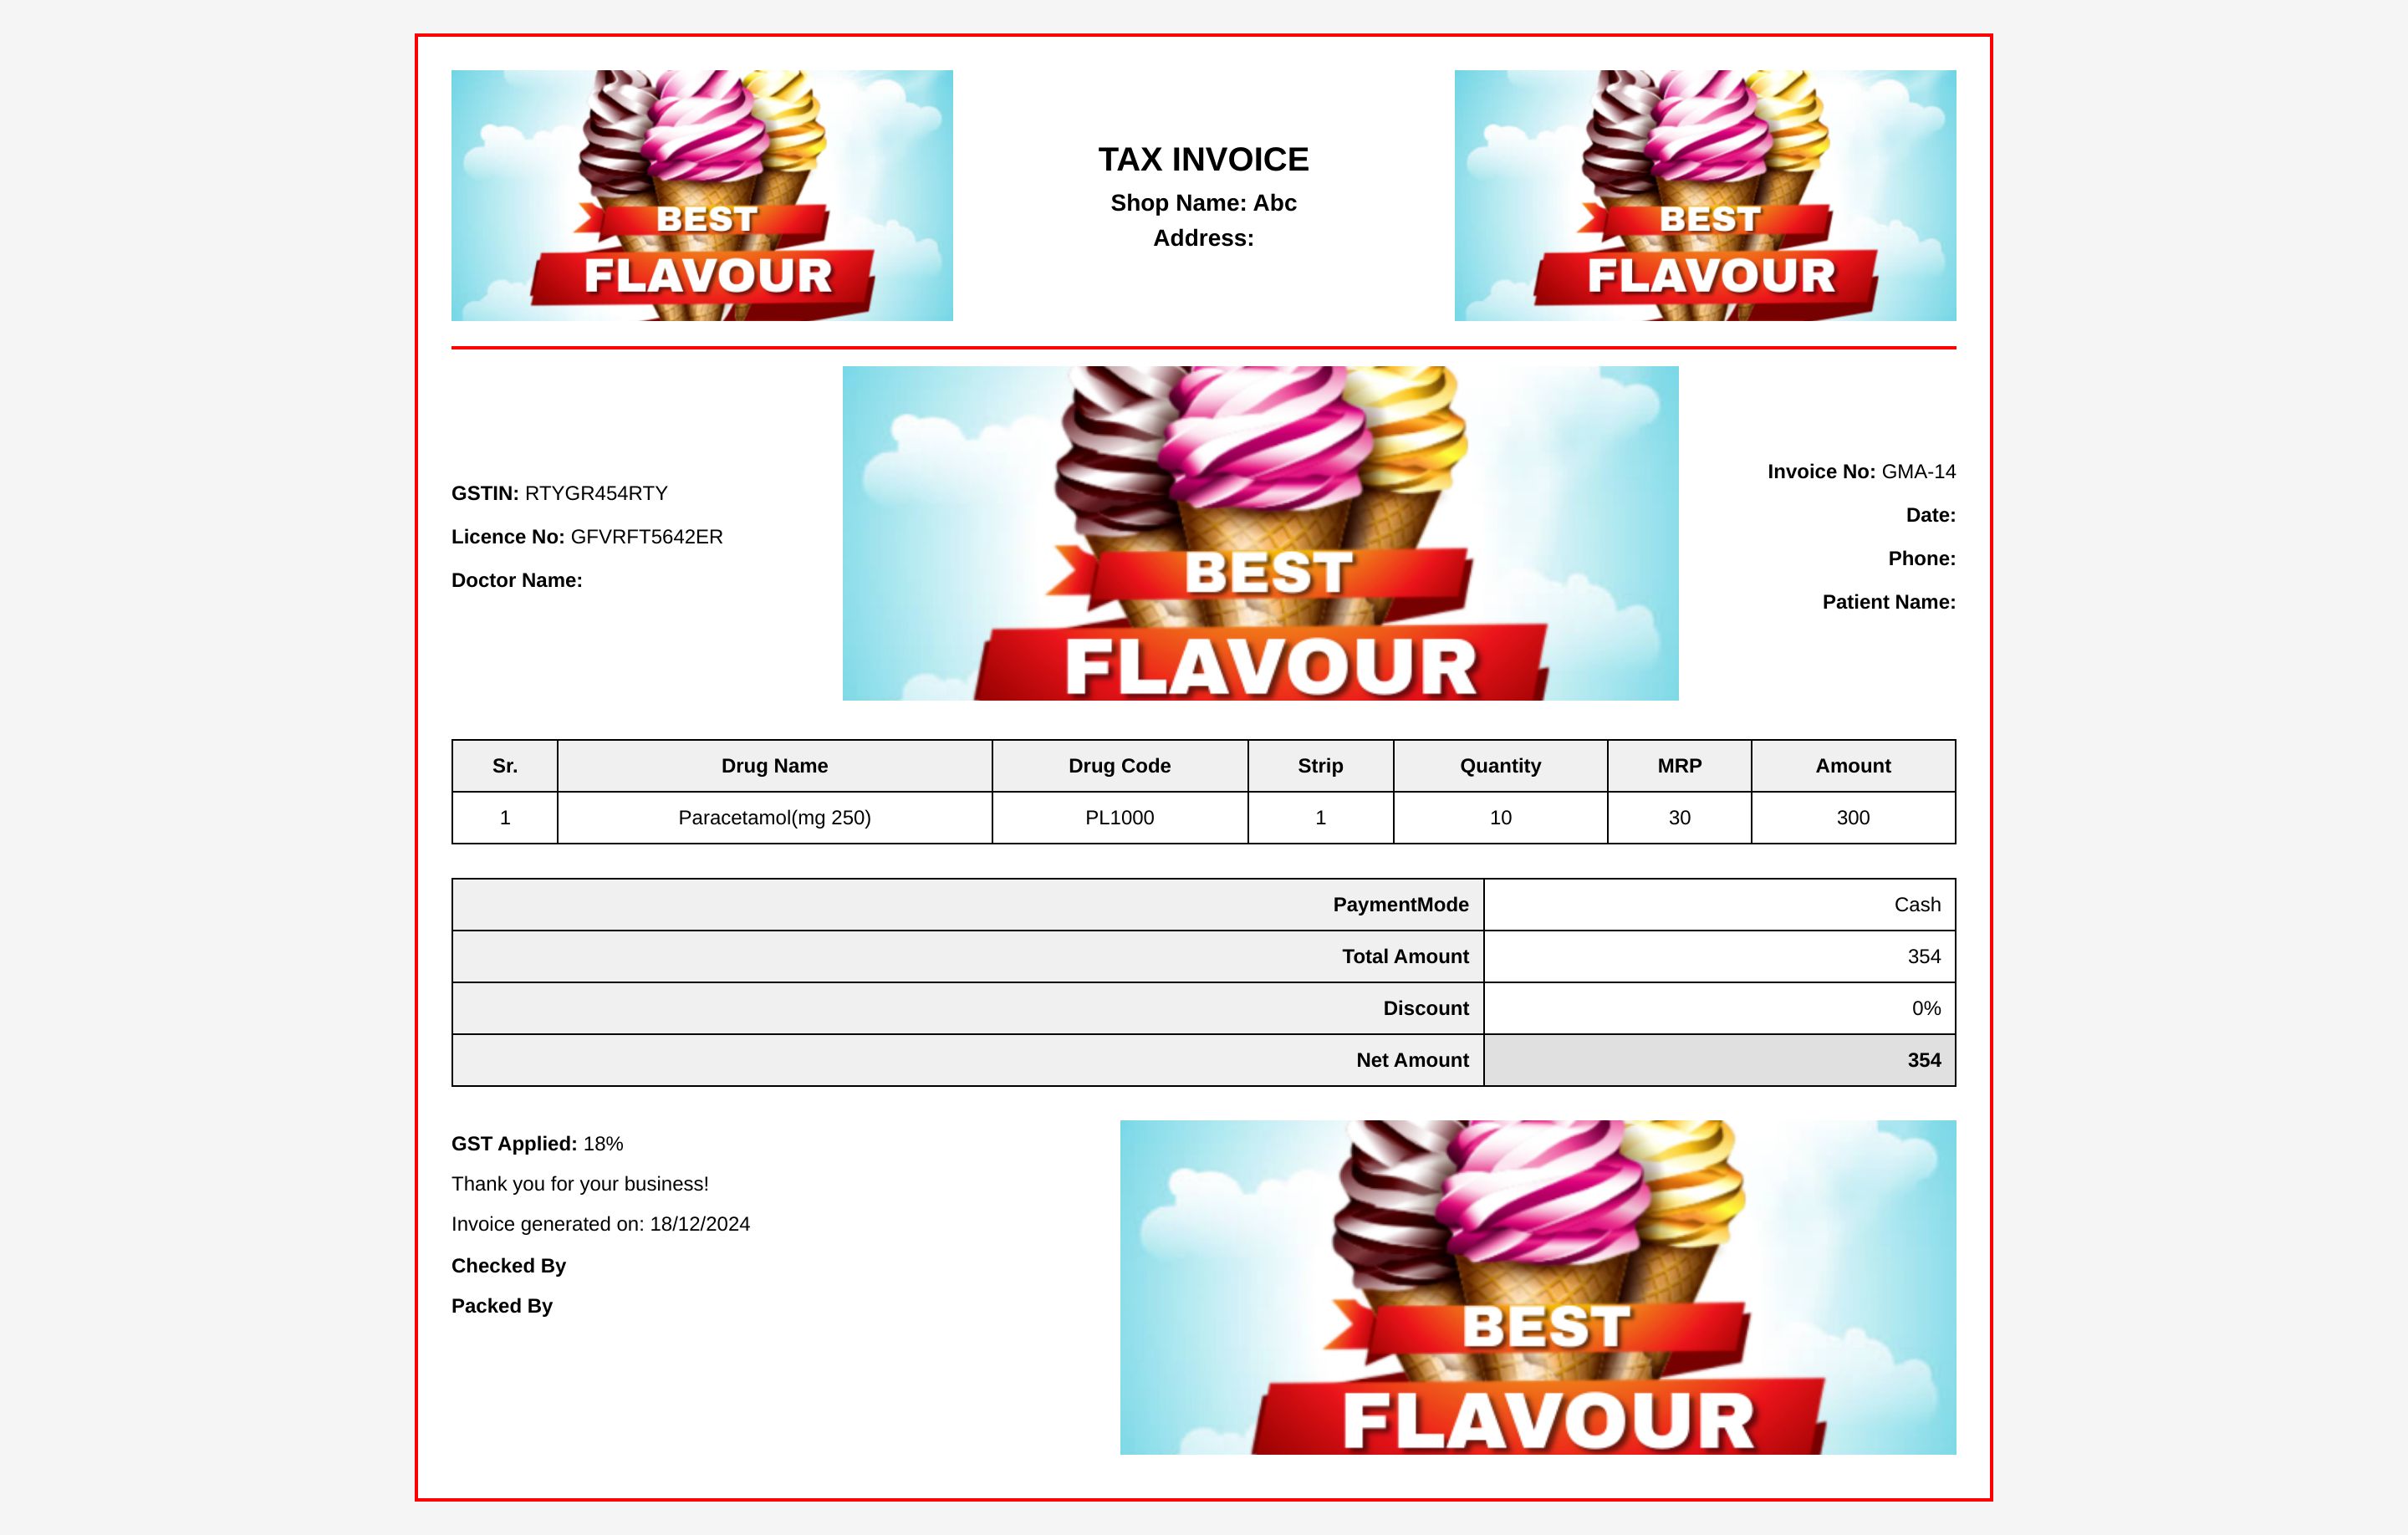 BEST
FLAVOUR
TAX INVOICE
Shop Name: Abc
Address:
BEST
FLAVOUR
GSTIN: RTYGR454RTY
Licence No: GFVRFT5642ER
Doctor Name:
BEST
FLAVOUR
Invoice No: GMA-14
Date:
Phone:
Patient Name:
Sr. Drug Name Drug Code Strip Quantity MRP Amount
1 Paracetamol(mg 250) PL1000 1 10 30 300
PaymentMode Cash
Total Amount 354
Discount 0%
Net Amount 354
GST Applied: 18%
Thank you for your business!
Invoice generated on: 18/12/2024
Checked By
Packed By
BEST
FLAVOUR